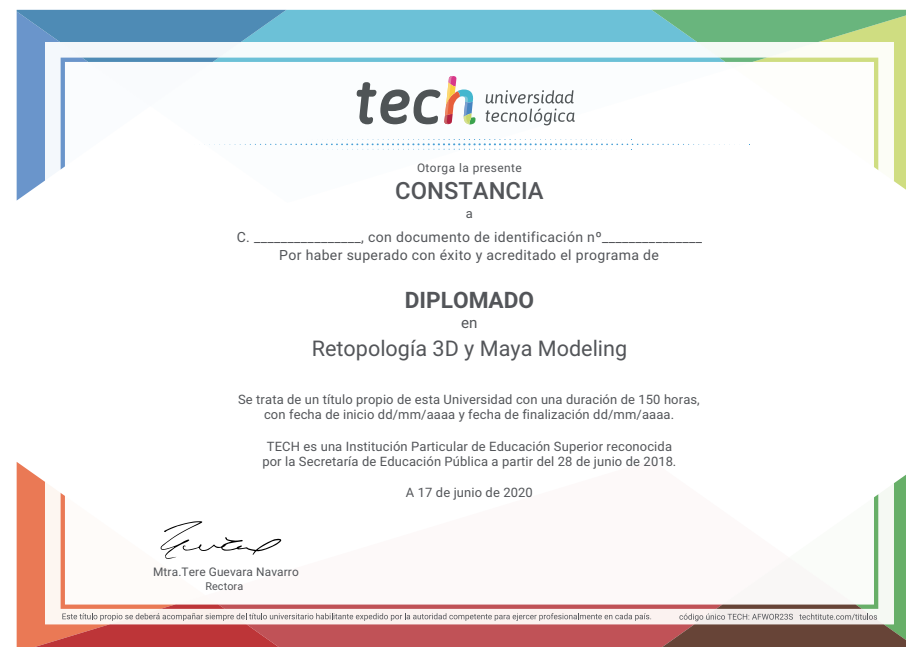 tech universidad
tecnológica
Otorga la presente
CONSTANCIA
a
C. ________________, con documento de identificación nº_______________
Por haber superado con éxito y acreditado el programa de
DIPLOMADO
en
Retopología 3D y Maya Modeling
Se trata de un título propio de esta Universidad con una duración de 150 horas,
con fecha de inicio dd/mm/aaaa y fecha de finalización dd/mm/aaaa.
TECH es una Institución Particular de Educación Superior reconocida
por la Secretaría de Educación Pública a partir del 28 de junio de 2018.
A 17 de junio de 2020
Mtra.Tere Guevara Navarro
Rectora
Este título propio se deberá acompañar siempre del título universitario habilitante expedido por la autoridad competente para ejercer profesionalmente en cada país. código único TECH: AFWOR23S techtitute.com/titulos